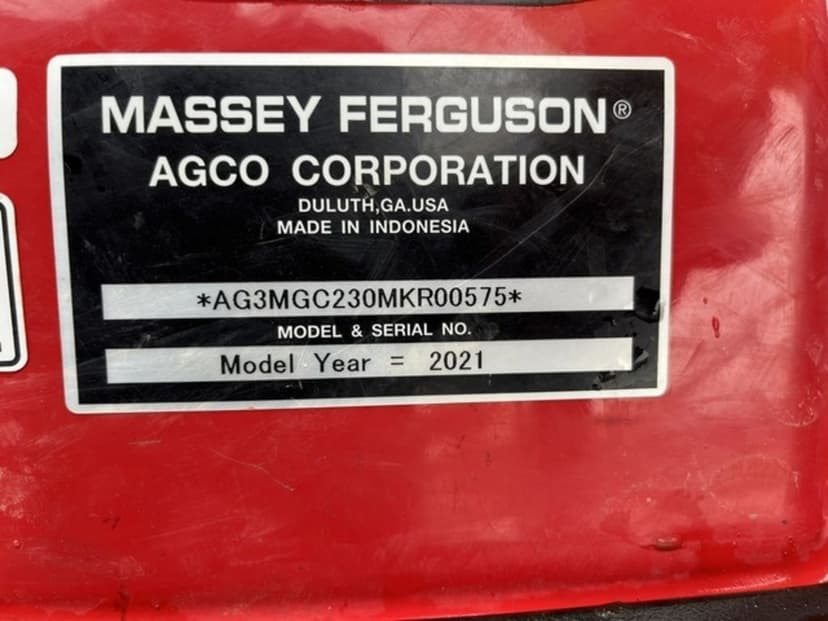 MASSEY FERGUSON®
AGCO CORPORATION
DULUTH,GA.USA
MADE IN INDONESIA
*AG3MGC230MKR00575*
MODEL & SERIAL NO.
Model Year = 2021